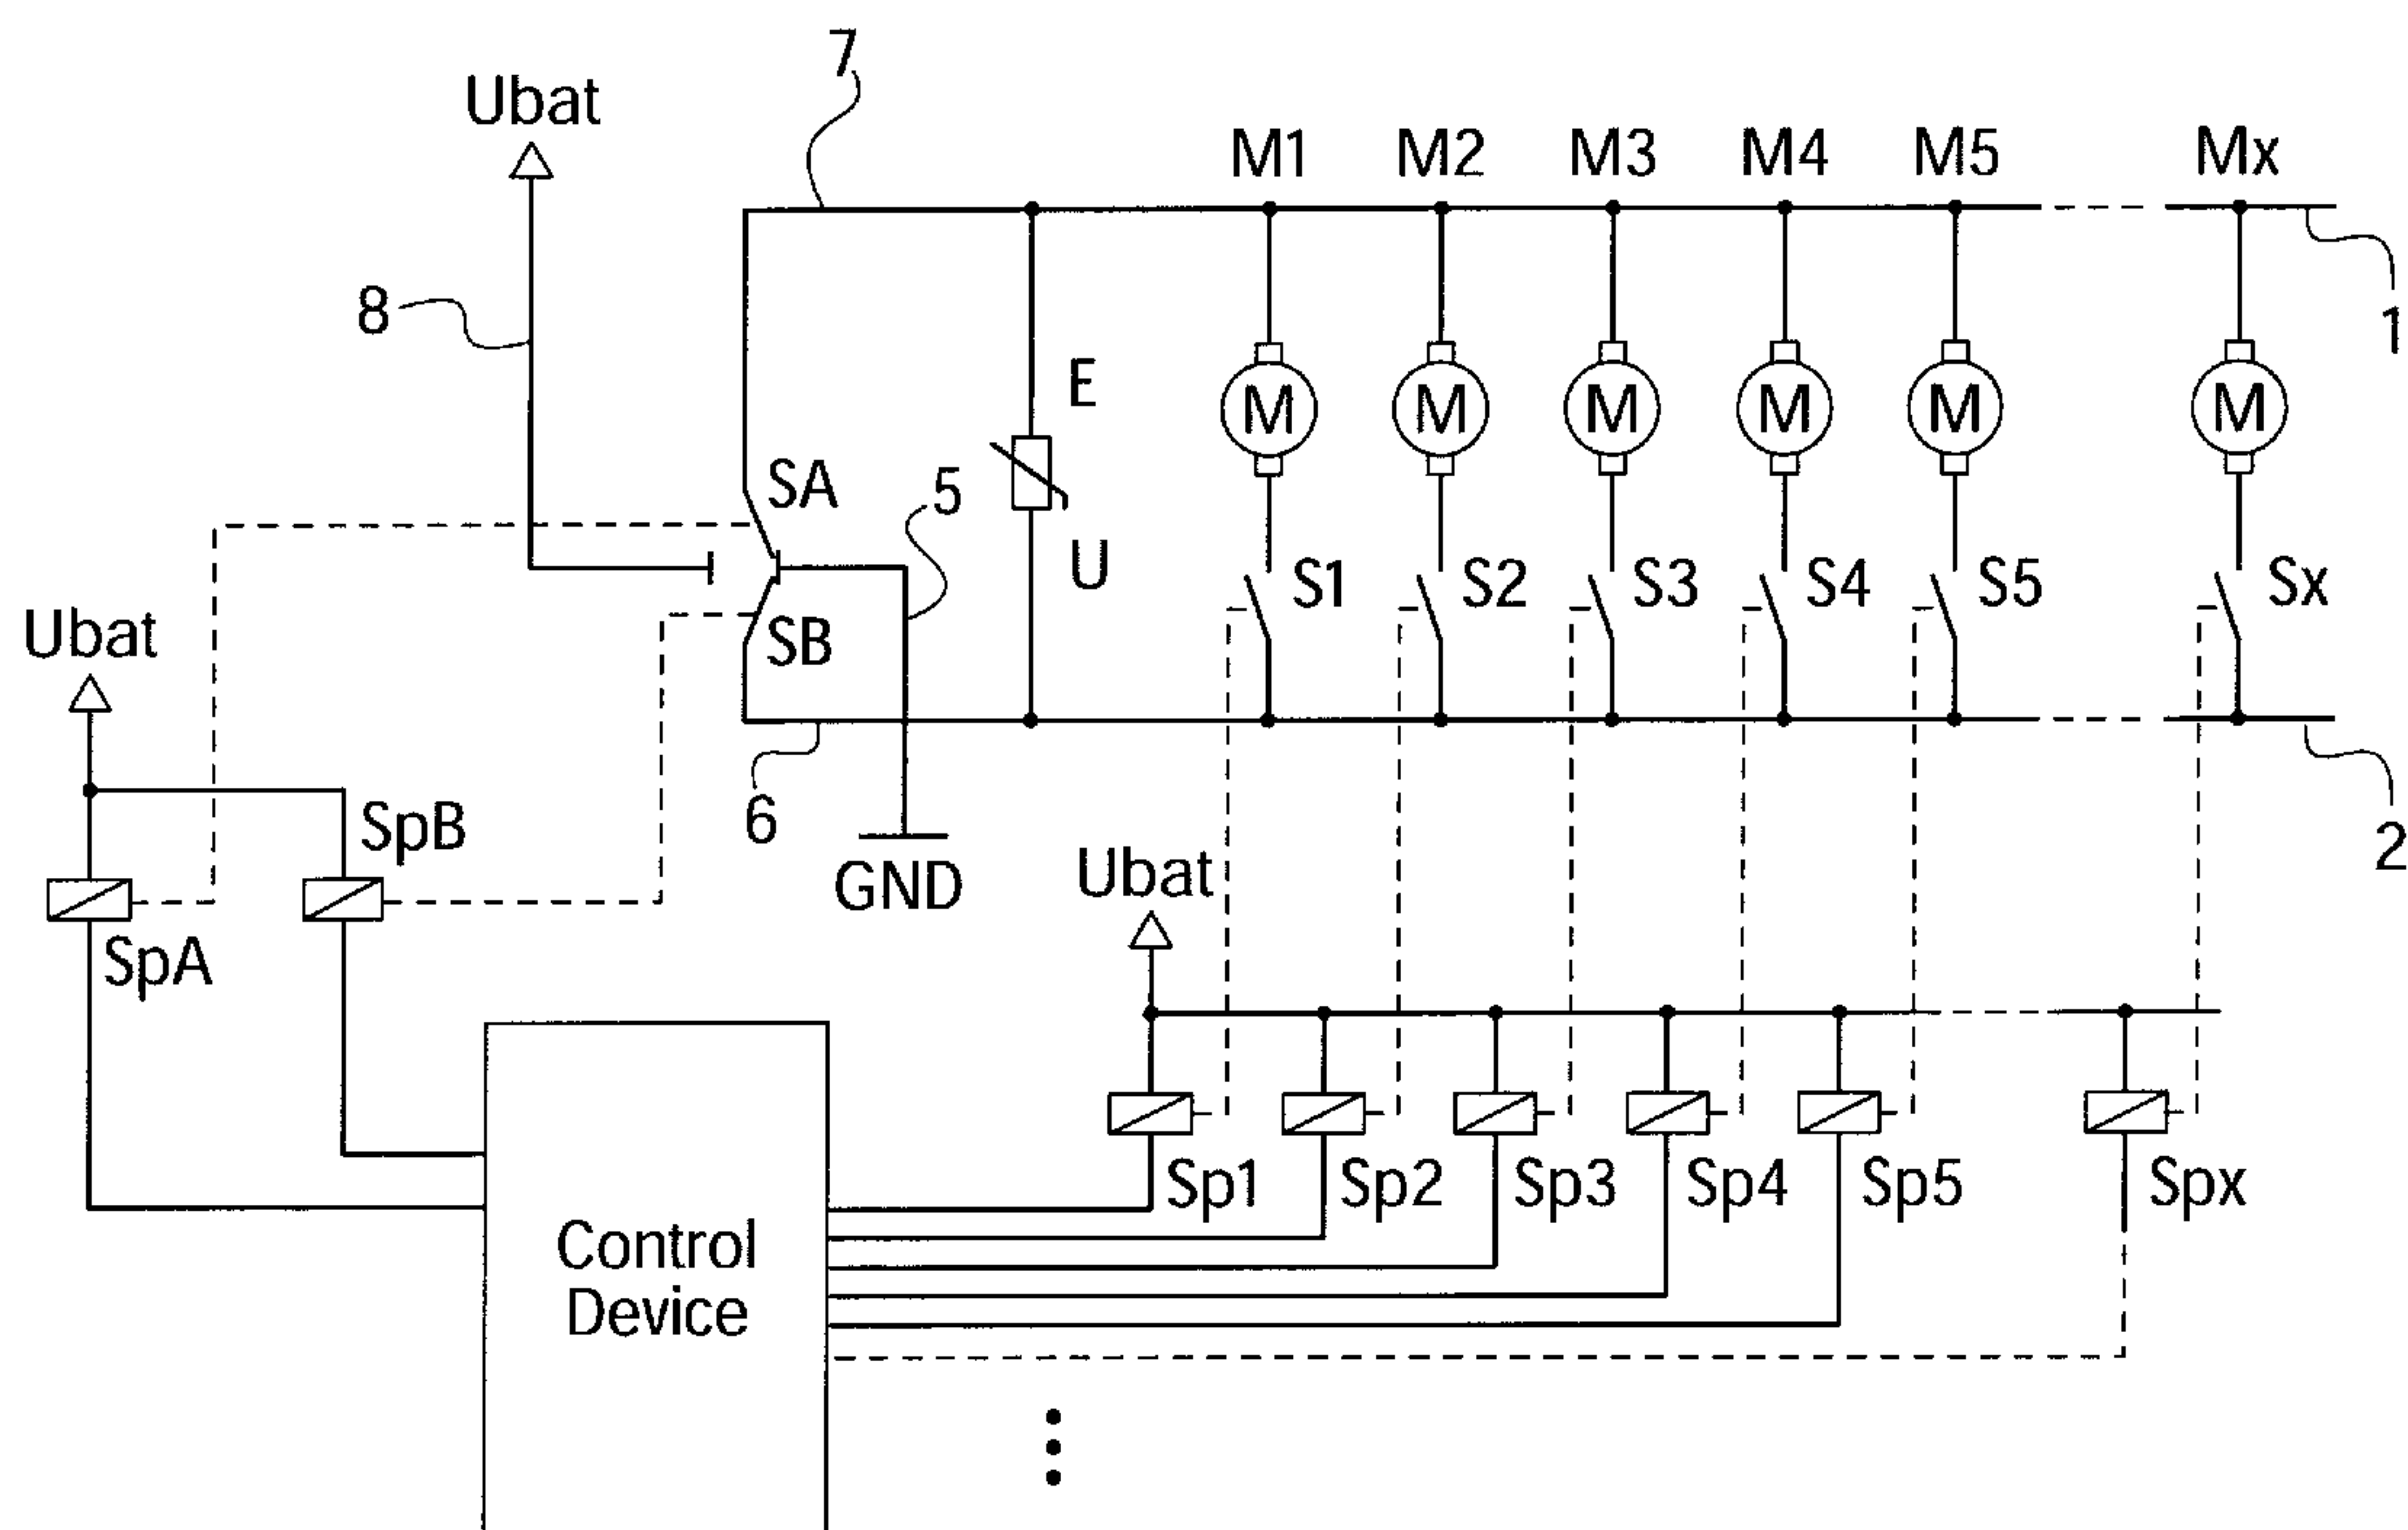 7
Ubat
M1 M2 M3 M4 M5 Mx
8
1
E
M M M M M M
SA
5
U
S1 S2 S3 S4 S5 Sx
SB
Ubat
SpB
6
2
GND
Ubat
SpA
Sp1 Sp2 Sp3 Sp4 Sp5 Spx
Control
Device